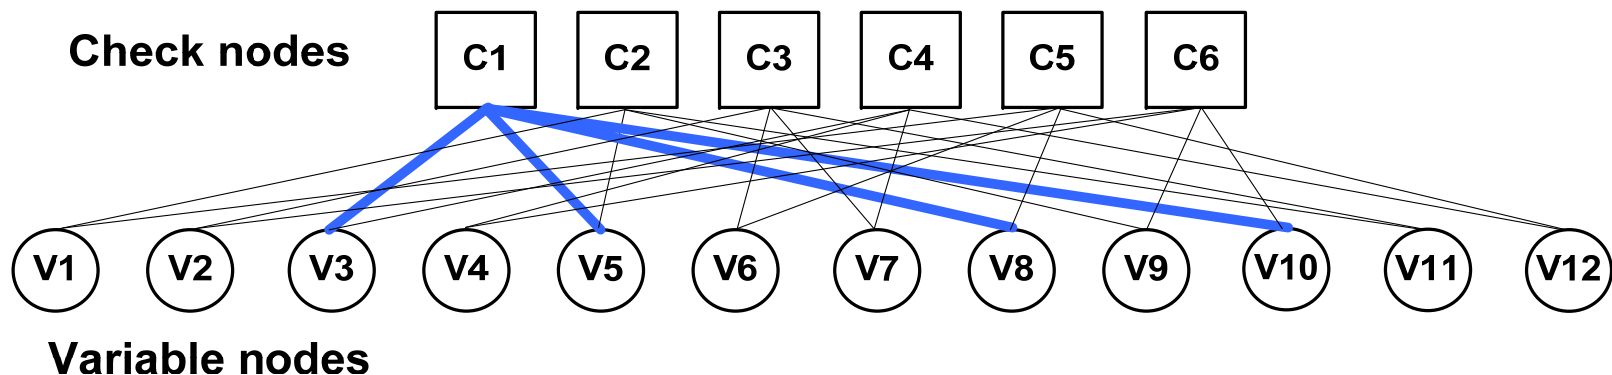 Check nodes
C1 C2 C3 C4 C5 C6
V1 V2 V3 V4 V5 V6 V7 V8 V9 V10 V11 V12
Variable nodes